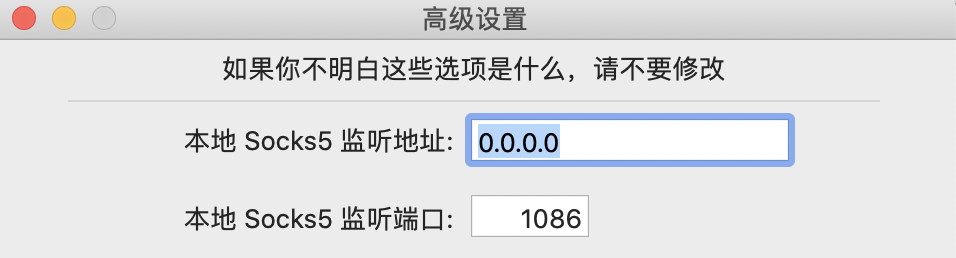 高级设置
如果你不明白这些选项是什么，请不要修改
本地 Socks5 监听地址: 0.0.0.0
本地 Socks5 监听端口: 1086